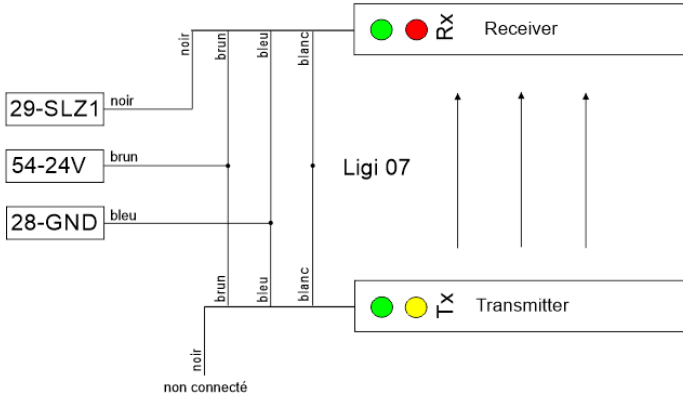 noir
brun
bleu
blanc
Rx
Receiver
29-SLZ1
noir
54-24V
brun
Ligi 07
28-GND
bleu
brun
bleu
blanc
Tx
Transmitter
noir
non connecté